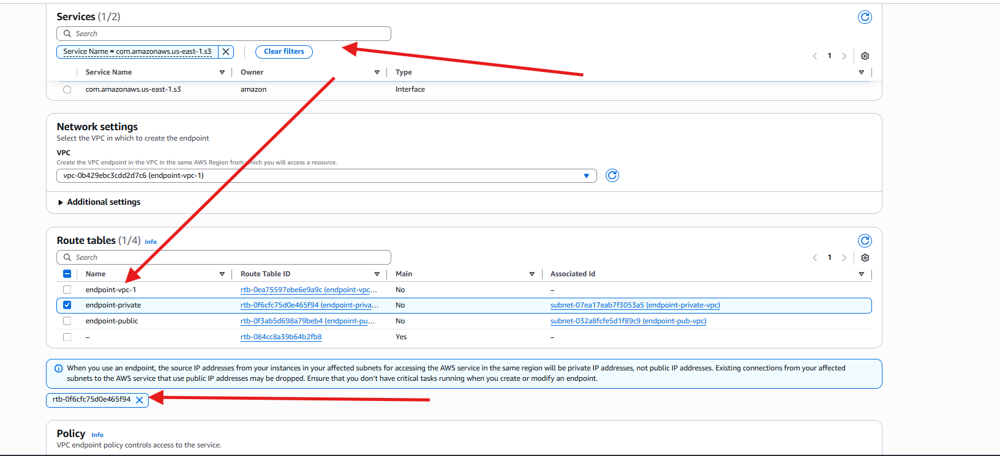 Services (1/2)
Search
Service Name = com.amazonaws.us-east-1.s3
Clear filters
1
Service Name Owner Type
com.amazonaws.us-east-1.s3 amazon Interface
Network settings
Select the VPC in which to create the endpoint
VPC
Create the VPC endpoint in the VPC in the same AWS Region from which you will access a resource.
vpc-0b429ebc3cdd2d7c6 (endpoint-vpc-1)
Additional settings
Route tables (1/4) Info
Search
1
Name Route Table ID Main Associated Id
endpoint-vpc-1 rtb-0ea75597ebe6e9a9c (endpoint-vpc... No –
endpoint-private rtb-0f6cfc75d0e465f94 (endpoint-priva... No subnet-07ea17eab7f3053a5 (endpoint-private-vpc)
endpoint-public rtb-0f3ab5d698a79beb4 (endpoint-pu... No subnet-032a8fcfe5d1f89c9 (endpoint-pub-vpc)
– rtb-084cc8a39b64b2fb8 Yes –
When you use an endpoint, the source IP addresses from your instances in your affected subnets for accessing the AWS service in the same region will be private IP addresses, not public IP addresses. Existing connections from your affected
subnets to the AWS service that use public IP addresses may be dropped. Ensure that you don't have critical tasks running when you create or modify an endpoint.
rtb-0f6cfc75d0e465f94
Policy Info
VPC endpoint policy controls access to the service.